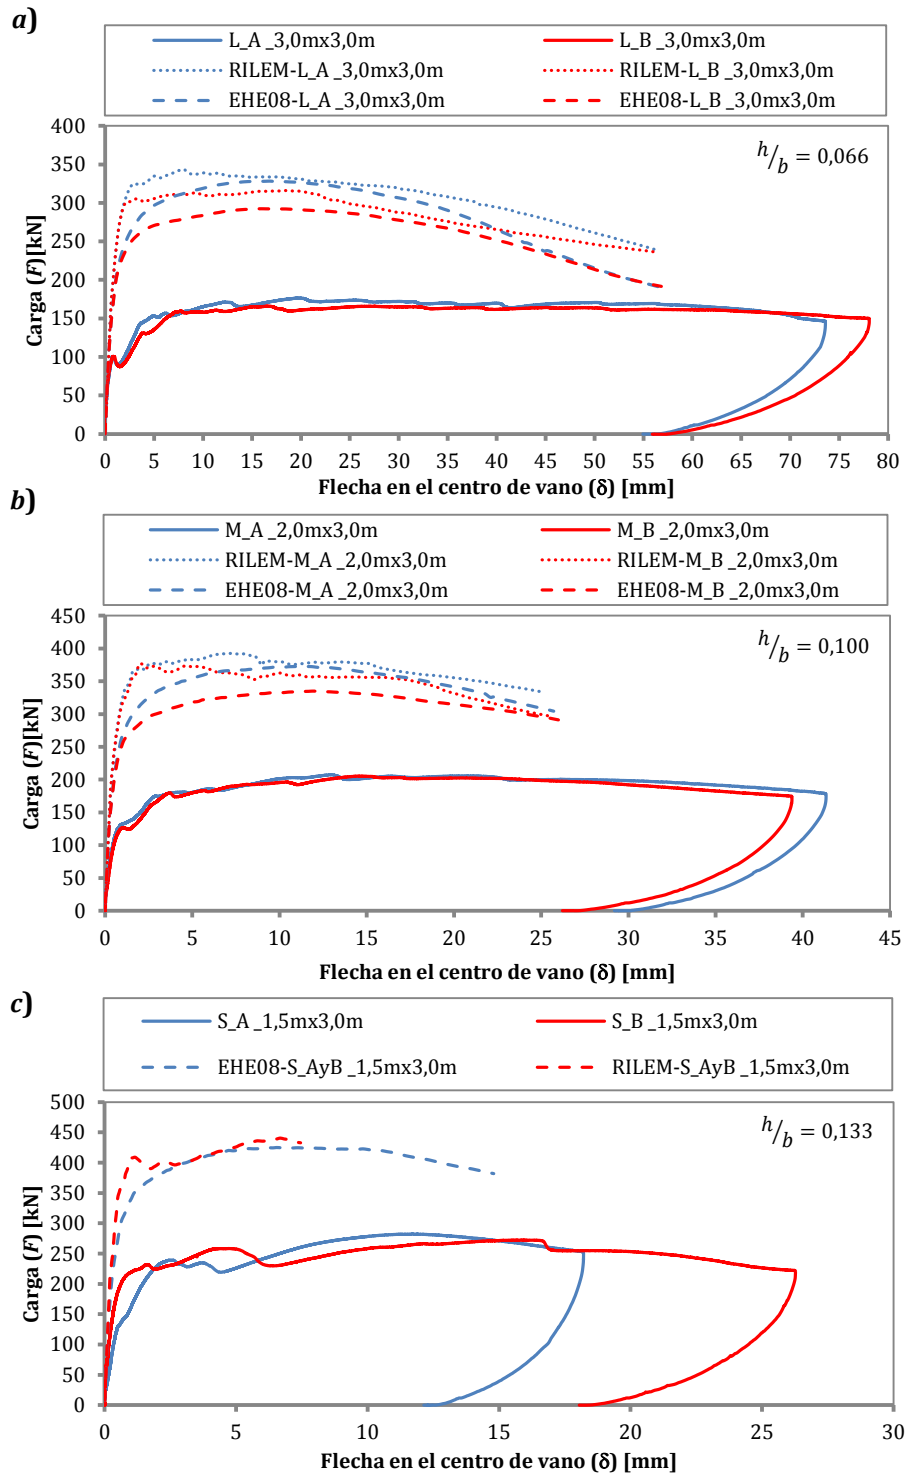 a)
L_A _3,0mx3,0m L_B _3,0mx3,0m
RILEM-L_A _3,0mx3,0m RILEM-L_B _3,0mx3,0m
EHE08-L_A _3,0mx3,0m EHE08-L_B _3,0mx3,0m
Carga (F)[kN]
400
350
300
250
200
150
100
50
0
h/b = 0,066
0 5 10 15 20 25 30 35 40 45 50 55 60 65 70 75 80
Flecha en el centro de vano (δ) [mm]
b)
M_A _2,0mx3,0m M_B _2,0mx3,0m
RILEM-M_A _2,0mx3,0m RILEM-M_B _2,0mx3,0m
EHE08-M_A _2,0mx3,0m EHE08-M_B _2,0mx3,0m
Carga (F)[kN]
450
400
350
300
250
200
150
100
50
0
h/b = 0,100
0 5 10 15 20 25 30 35 40 45
Flecha en el centro de vano (δ) [mm]
c)
S_A _1,5mx3,0m S_B _1,5mx3,0m
EHE08-S_AyB _1,5mx3,0m RILEM-S_AyB _1,5mx3,0m
Carga (F) [kN]
500
450
400
350
300
250
200
150
100
50
0
h/b = 0,133
0 5 10 15 20 25 30
Flecha en el centro de vano (δ) [mm]